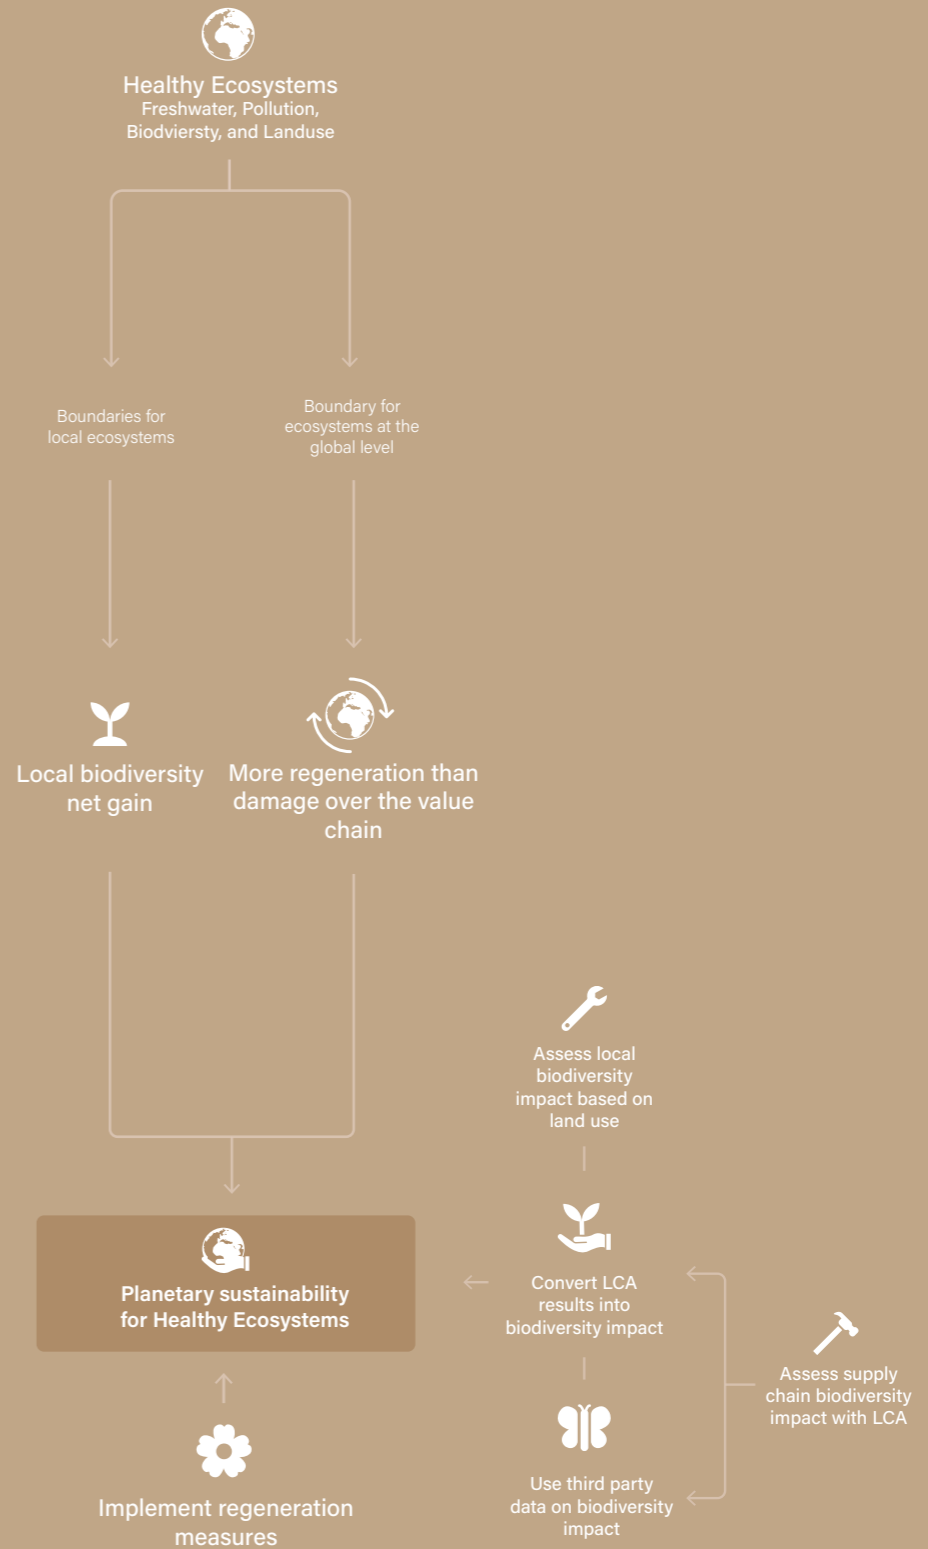 Healthy Ecosystems
Freshwater, Pollution,
Biodviersty, and Landuse
Boundaries for
local ecosystems
Boundary for
ecosystems at the
global level
Local biodiversity
net gain
More regeneration than
damage over the value
chain
Assess local
biodiversity
impact based on
land use
Planetary sustainability
for Healthy Ecosystems
Convert LCA
results into
biodiversity impact
Assess supply
chain biodiversity
impact with LCA
Use third party
data on biodiversity
impact
Implement regeneration
measures